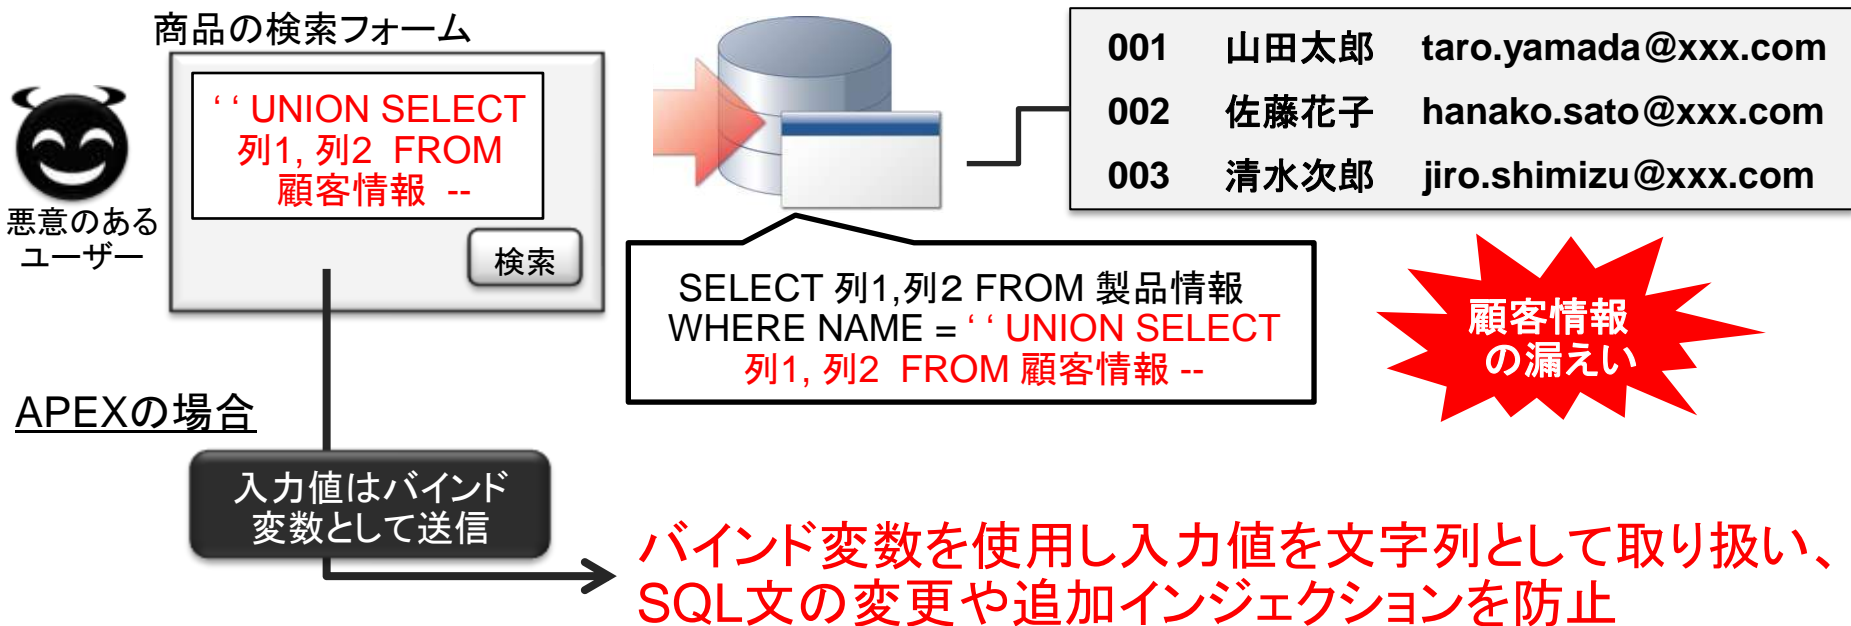 商品の検索フォーム
‘ ‘ UNION SELECT
列1, 列2 FROM
顧客情報 --
検索
悪意のある
ユーザー
001 山田太郎 taro.yamada@xxx.com
002 佐藤花子 hanako.sato@xxx.com
003 清水次郎 jiro.shimizu@xxx.com
SELECT 列1,列2 FROM 製品情報
WHERE NAME = ‘ ‘ UNION SELECT
列1, 列2 FROM 顧客情報 --
顧客情報
の漏えい
APEXの場合
入力値はバインド
変数として送信
バインド変数を使用し入力値を文字列として取り扱い、
SQL文の変更や追加インジェクションを防止